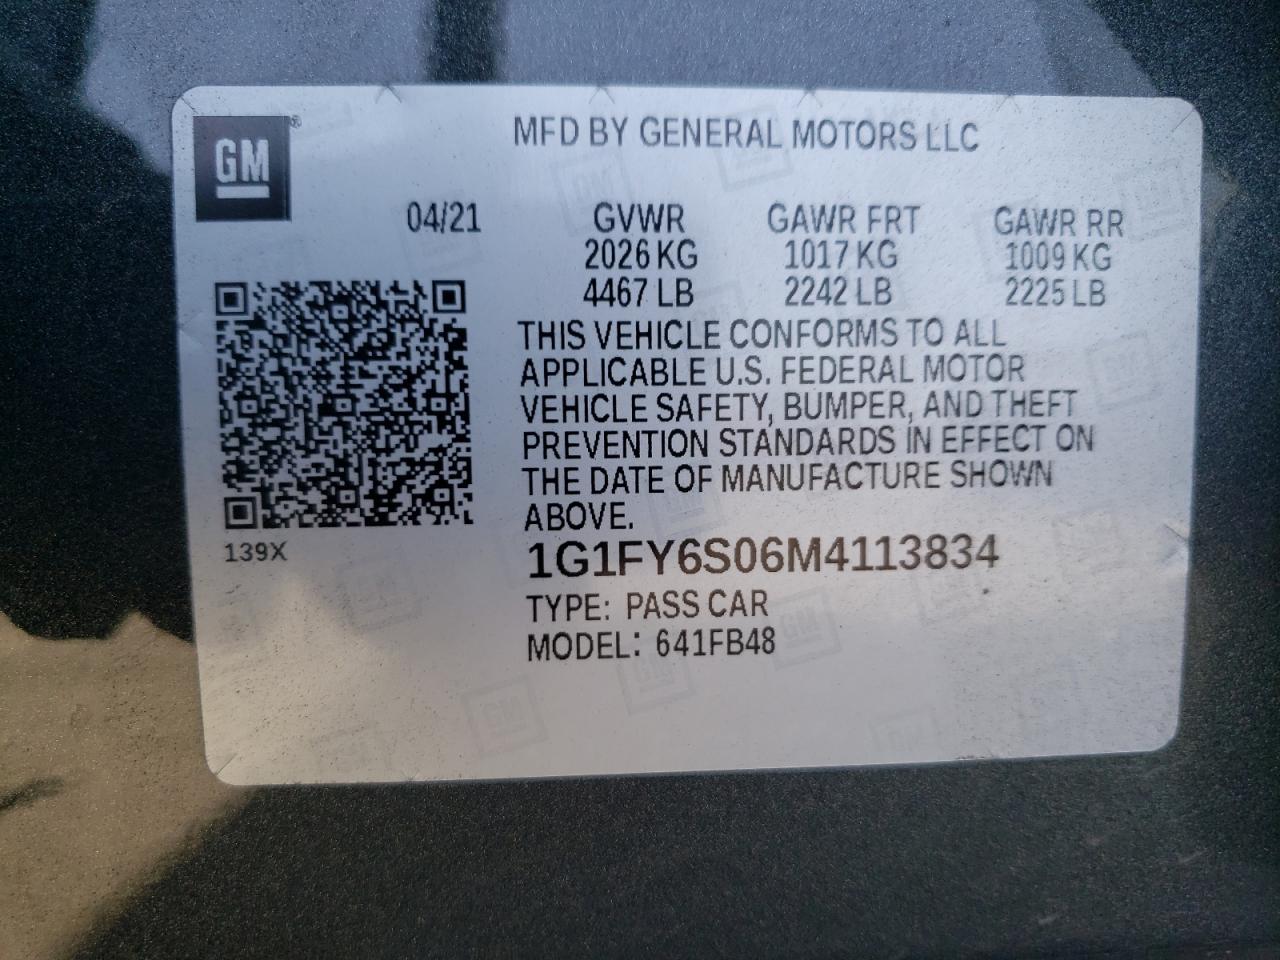 GM®
MFD BY GENERAL MOTORS LLC
04/21 GVWR GAWR FRT GAWR RR
2026 KG 1017 KG 1009 KG
4467 LB 2242 LB 2225 LB
THIS VEHICLE CONFORMS TO ALL
APPLICABLE U.S. FEDERAL MOTOR
VEHICLE SAFETY, BUMPER, AND THEFT
PREVENTION STANDARDS IN EFFECT ON
THE DATE OF MANUFACTURE SHOWN
ABOVE.
139X
1G1FY6S06M4113834
TYPE: PASS CAR
MODEL: 641FB48